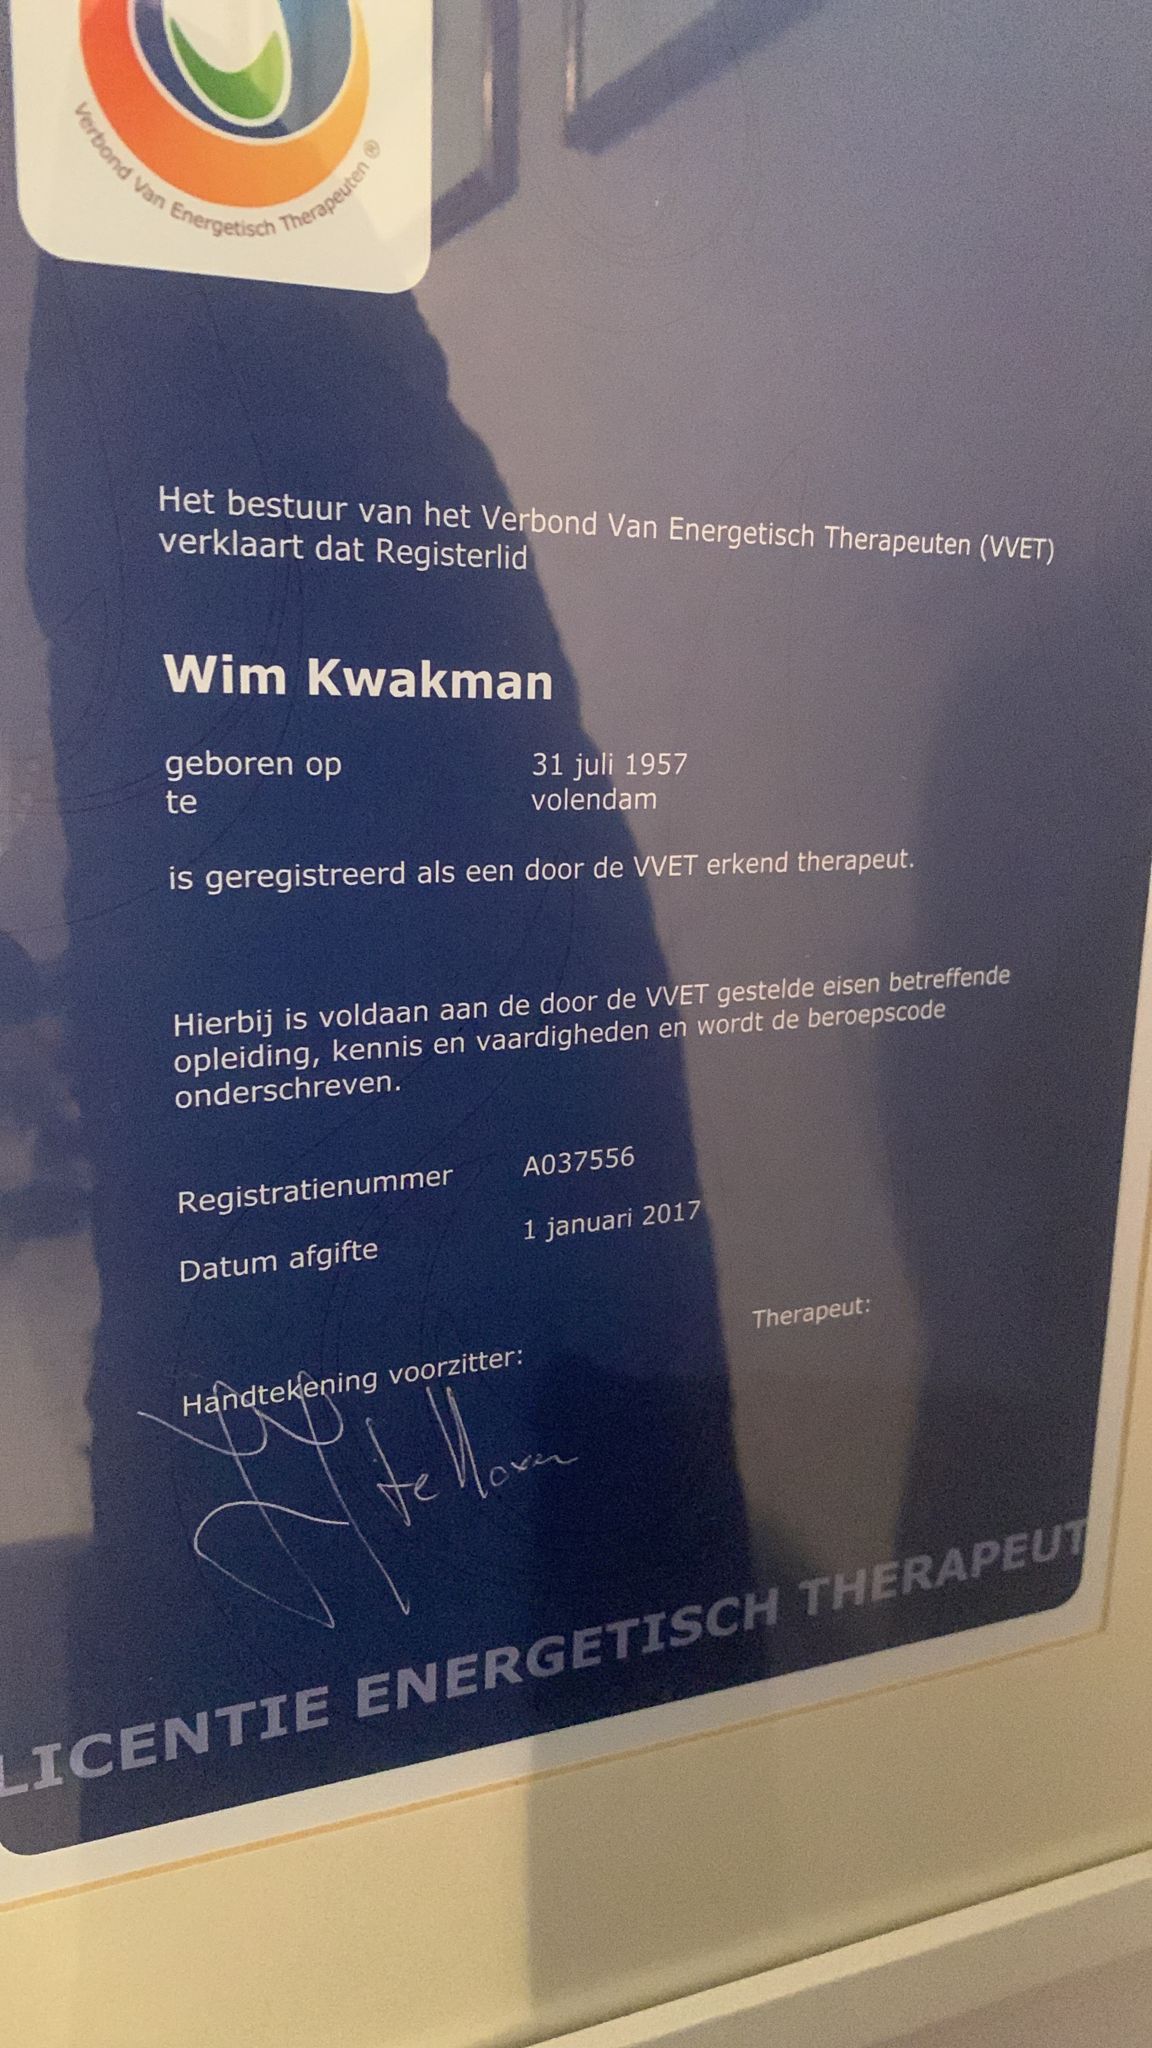 Verbond Van Energetisch Therapeuten ®
Het bestuur van het Verbond Van Energetisch Therapeuten (VVET)
verklaart dat Registerlid
Wim Kwakman
geboren op 31 juli 1957
te volendam
is geregistreerd als een door de VVET erkend therapeut.
Hierbij is voldaan aan de door de VVET gestelde eisen betreffende
opleiding, kennis en vaardigheden en wordt de beroepscode
onderschreven.
Registratienummer A037556
Datum afgifte 1 januari 2017
Therapeut:
Handtekening voorzitter:
LICENTIE ENERGETISCH THERAPEUT